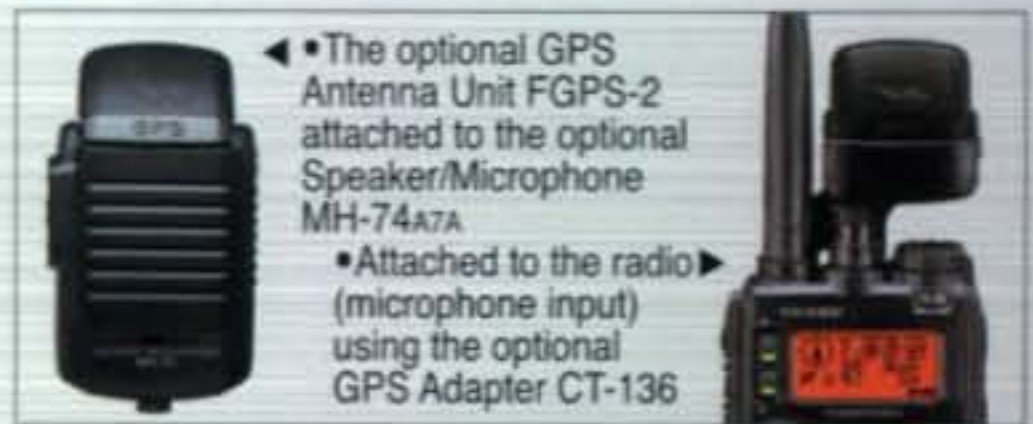 ◀ •The optional GPS
Antenna Unit FGPS-2
attached to the optional
Speaker/Microphone
MH-74A7A
•Attached to the radio▶
(microphone input)
using the optional
GPS Adapter CT-136
GPS